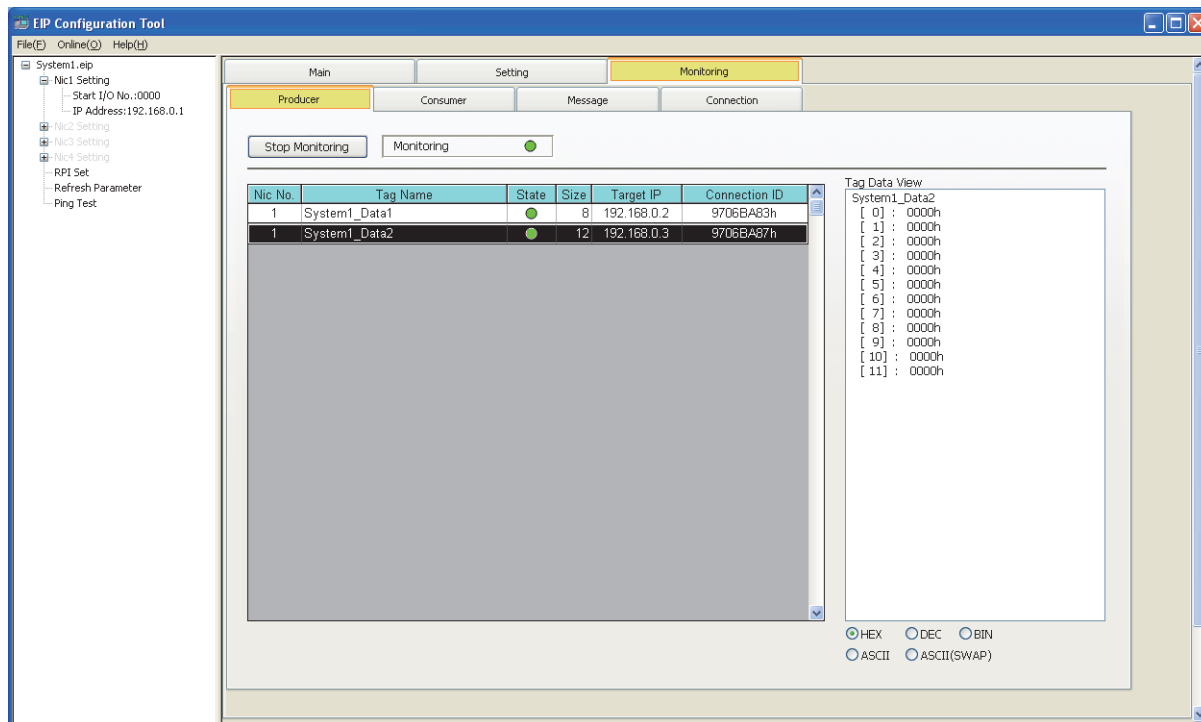 EIP Configuration Tool
File(F) Online(O) Help(H)
System1.eip
Nic1 Setting
Start I/O No.:0000
IP Address:192.168.0.1
Nic2 Setting
Nic3 Setting
Nic4 Setting
RPI Set
Refresh Parameter
Ping Test
Main Setting Monitoring
Producer Consumer Message Connection
Stop Monitoring Monitoring
Nic No. Tag Name State Size Target IP Connection ID
1 System1_Data1 8 192.168.0.2 9706BA83h
1 System1_Data2 12 192.168.0.3 9706BA87h
Tag Data View
System1_Data2
[ 0] : 0000h
[ 1] : 0000h
[ 2] : 0000h
[ 3] : 0000h
[ 4] : 0000h
[ 5] : 0000h
[ 6] : 0000h
[ 7] : 0000h
[ 8] : 0000h
[ 9] : 0000h
[ 10] : 0000h
[ 11] : 0000h
HEX DEC BIN
ASCII ASCII(SWAP)